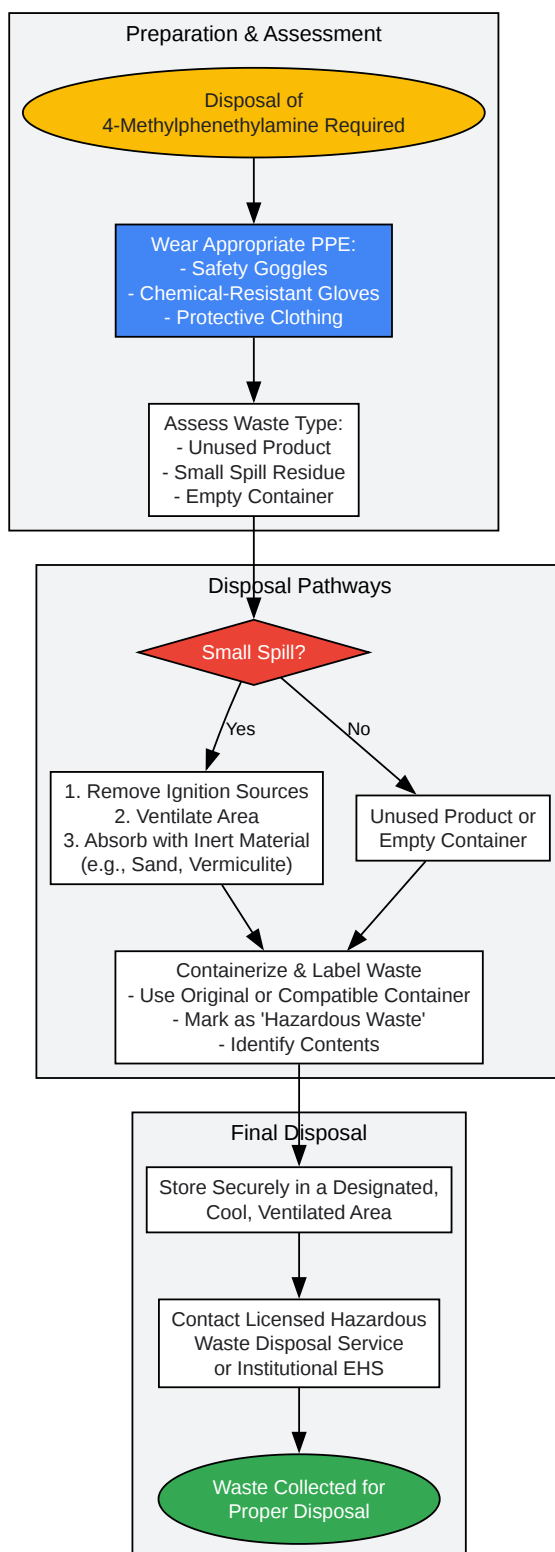 Preparation & Assessment
Disposal of
4-Methylphenethylamine Required
Wear Appropriate PPE:
- Safety Goggles
- Chemical-Resistant Gloves
- Protective Clothing
Assess Waste Type:
- Unused Product
- Small Spill Residue
- Empty Container
Disposal Pathways
Small Spill?
Yes
No
1. Remove Ignition Sources
2. Ventilate Area
3. Absorb with Inert Material
(e.g., Sand, Vermiculite)
Unused Product or
Empty Container
Containerize & Label Waste
- Use Original or Compatible Container
- Mark as 'Hazardous Waste'
- Identify Contents
Final Disposal
Store Securely in a Designated,
Cool, Ventilated Area
Contact Licensed Hazardous
Waste Disposal Service
or Institutional EHS
Waste Collected for
Proper Disposal